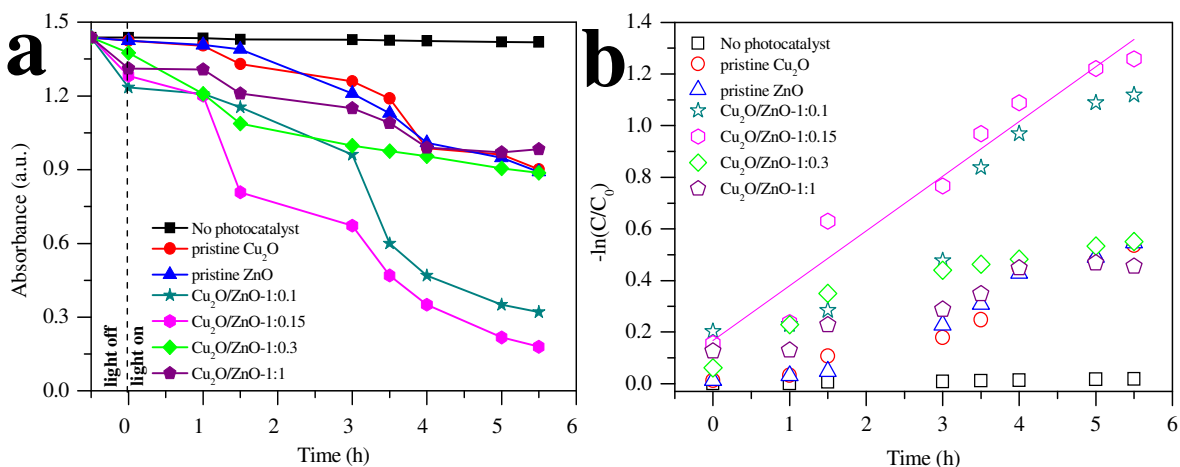 a
1.5
1.2
0.9
0.6
0.3
0.0
Absorbance (a.u.)
No photocatalyst
pristine Cu₂O
pristine ZnO
Cu₂O/ZnO-1:0.1
Cu₂O/ZnO-1:0.15
Cu₂O/ZnO-1:0.3
Cu₂O/ZnO-1:1
light off
light on
0 1 2 3 4 5 6
Time (h)
b
1.4
1.2
1.0
0.8
0.6
0.4
0.2
0.0
-ln(C/C₀)
No photocatalyst
pristine Cu₂O
pristine ZnO
Cu₂O/ZnO-1:0.1
Cu₂O/ZnO-1:0.15
Cu₂O/ZnO-1:0.3
Cu₂O/ZnO-1:1
0 1 2 3 4 5 6
Time (h)